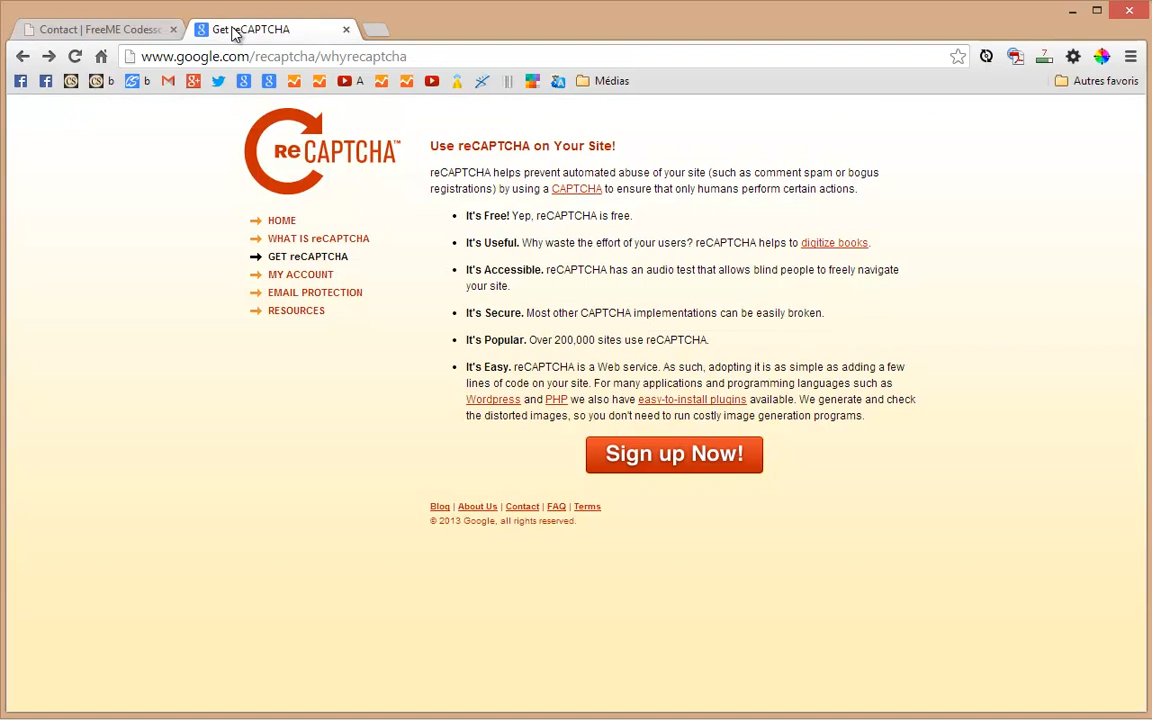 Contact | FreeME Codesso
Get reCAPTCHA
www.google.com/recaptcha/whyrecaptcha
7
b
b
A
Médias
Autres favoris
ReCAPTCHA™
HOME
WHAT IS reCAPTCHA
GET reCAPTCHA
MY ACCOUNT
EMAIL PROTECTION
RESOURCES
Use reCAPTCHA on Your Site!
reCAPTCHA helps prevent automated abuse of your site (such as comment spam or bogus
registrations) by using a CAPTCHA to ensure that only humans perform certain actions.
• It's Free! Yep, reCAPTCHA is free.
• It's Useful. Why waste the effort of your users? reCAPTCHA helps to digitize books.
• It's Accessible. reCAPTCHA has an audio test that allows blind people to freely navigate
your site.
• It's Secure. Most other CAPTCHA implementations can be easily broken.
• It's Popular. Over 200,000 sites use reCAPTCHA.
• It's Easy. reCAPTCHA is a Web service. As such, adopting it is as simple as adding a few
lines of code on your site. For many applications and programming languages such as
Wordpress and PHP we also have easy-to-install plugins available. We generate and check
the distorted images, so you don't need to run costly image generation programs.
Sign up Now!
Blog | About Us | Contact | FAQ | Terms
© 2013 Google, all rights reserved.